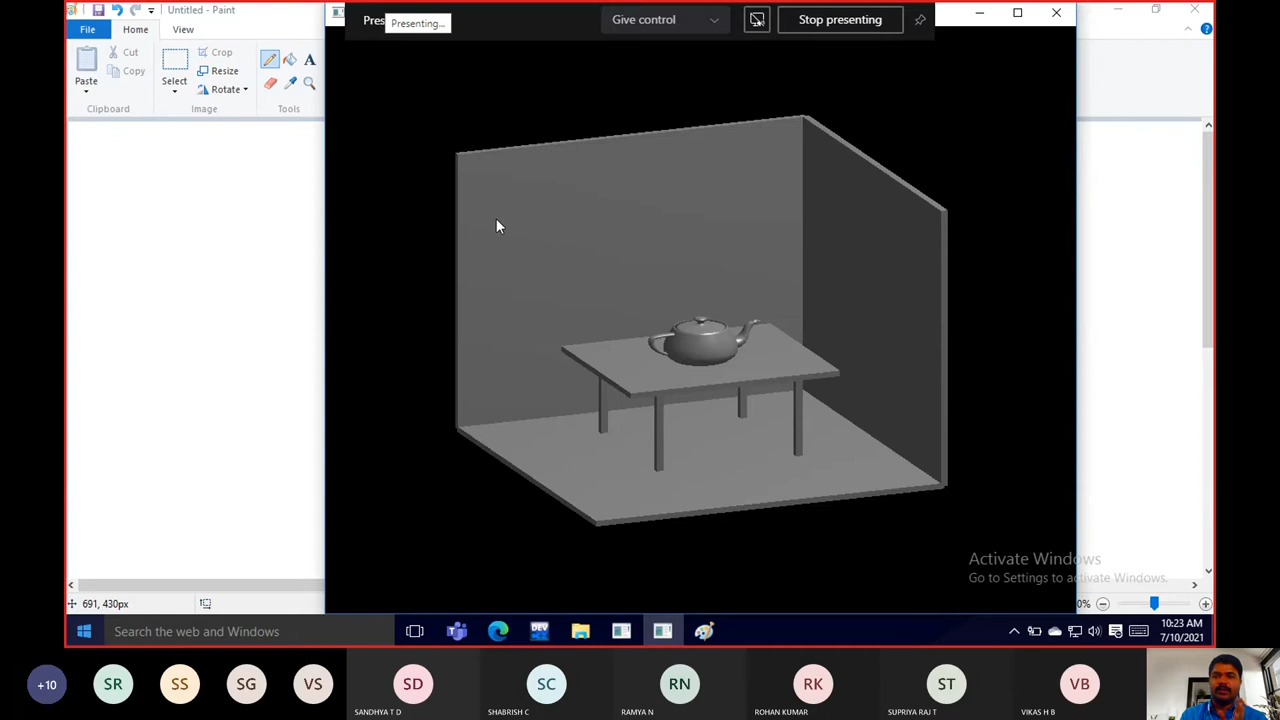 Untitled - Paint
Pres
Presenting...
Give control
Stop presenting
File
Home
View
Paste
Cut
Copy
Select
Crop
Resize
Rotate
A
Clipboard
Image
Tools
Activate Windows
Go to Settings to activate Windows.
691, 430px
0%
Search the web and Windows
DEV
10:23 AM
7/10/2021
+10
SR
SS
SG
VS
SD
SC
RN
RK
ST
VB
SANDHYA T D
SHABRISH C
RAMYA N
ROHAN KUMAR
SUPRIYA RAJ T
VIKAS H B